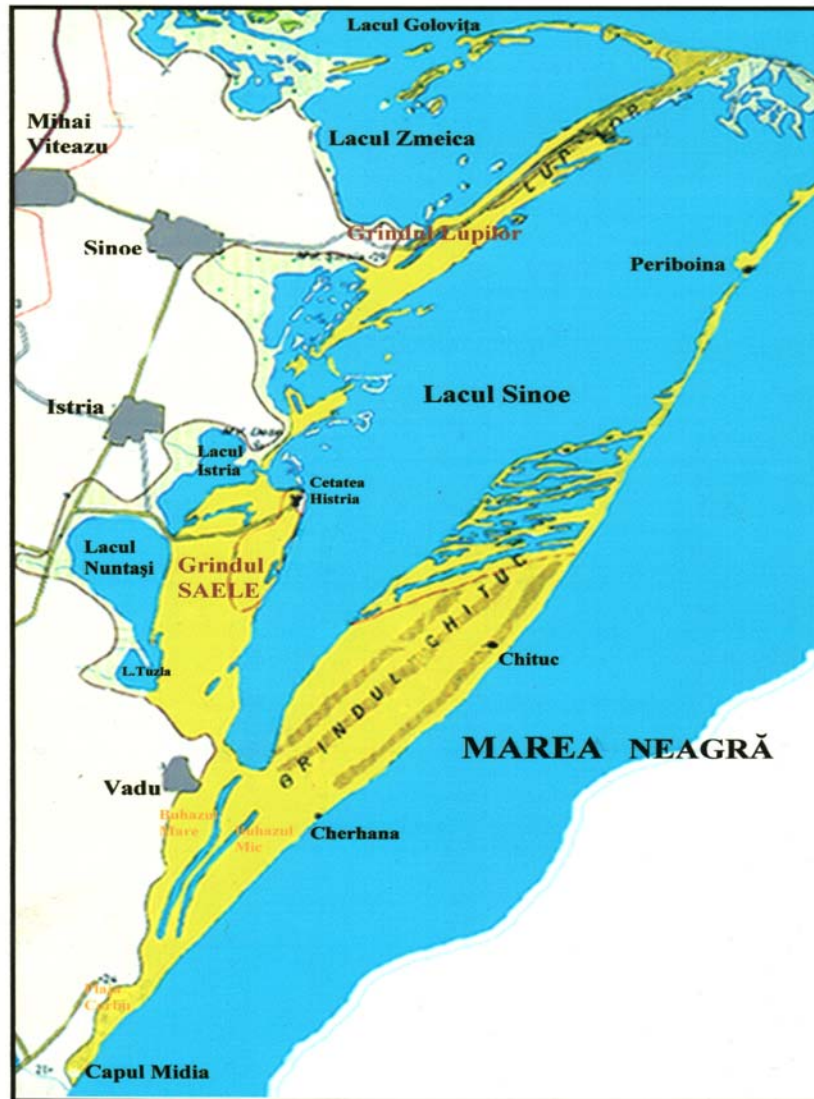 Lacul Golovița
Mihai
Viteazu
Lacul Zmeica
LUPILOR
Grindul Lupilor
Sinoe
Periboina
Lacul Sinoe
Istria
Lacul
Istria
Cetatea
Histria
Lacul
Nuntași
Grindul
SAELE
L.Tuzla
GRINDUL CHITUC
Chituc
MAREA NEAGRĂ
Vadu
Buhazul
Mare
Buhazul
Mic
Cherhana
Capul Midia